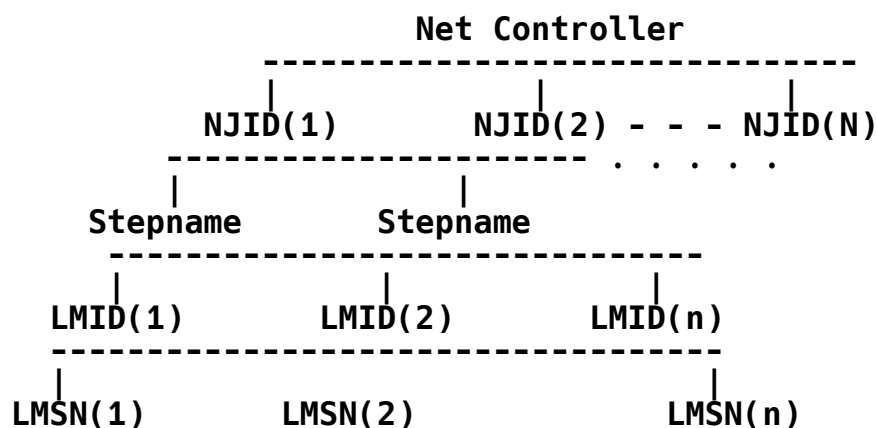 Net Controller
-------------------------------
| | |
NJID(1) NJID(2) - - - NJID(N)
---------------------- . . . . .
| |
Stepname Stepname
-------------------------------
| | |
LMID(1) LMID(2) LMID(n)
-----------------------------------
| |
LMSN(1) LMSN(2) LMSN(n)